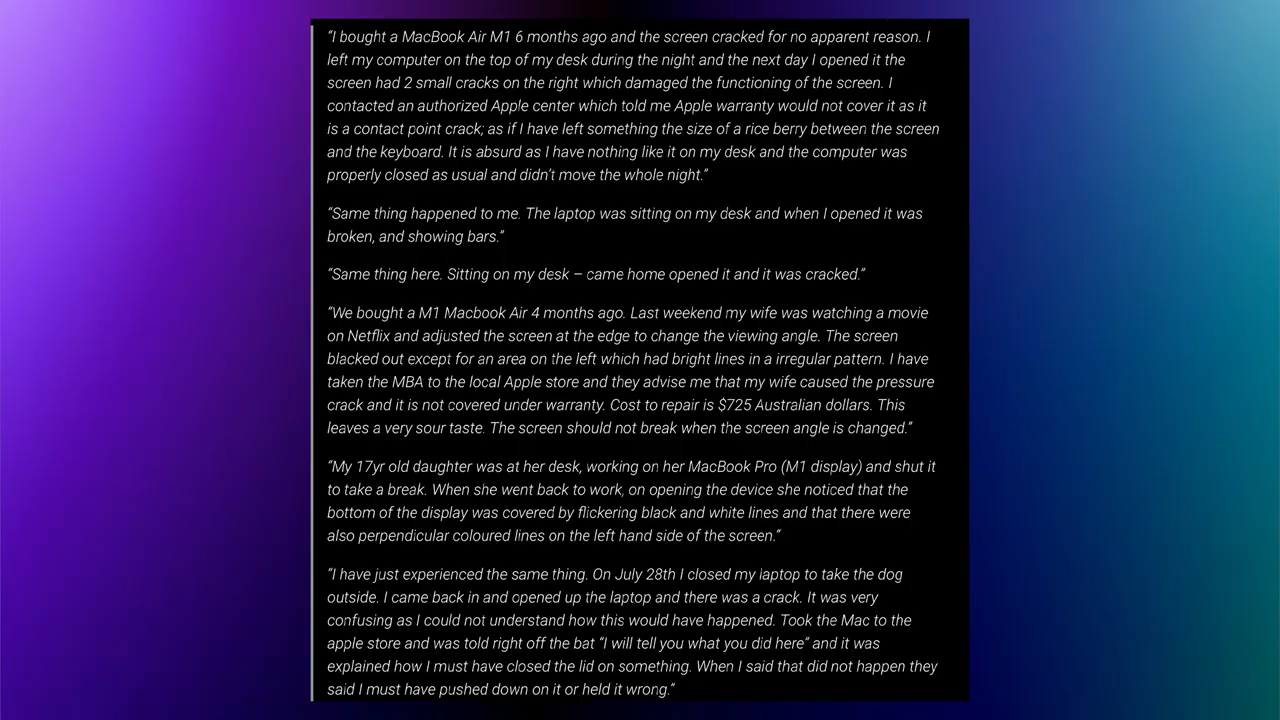 “I bought a MacBook Air M1 6 months ago and the screen cracked for no apparent reason. I
left my computer on the top of my desk during the night and the next day I opened it the
screen had 2 small cracks on the right which damaged the functioning of the screen. I
contacted an authorized Apple center which told me Apple warranty would not cover it as it
is a contact point crack; as if I have left something the size of a rice berry between the screen
and the keyboard. It is absurd as I have nothing like it on my desk and the computer was
properly closed as usual and didn’t move the whole night.”
“Same thing happened to me. The laptop was sitting on my desk and when I opened it was
broken, and showing bars.”
“Same thing here. Sitting on my desk – came home opened it and it was cracked.”
“We bought a M1 Macbook Air 4 months ago. Last weekend my wife was watching a movie
on Netflix and adjusted the screen at the edge to change the viewing angle. The screen
blacked out except for an area on the left which had bright lines in a irregular pattern. I have
taken the MBA to the local Apple store and they advise me that my wife caused the pressure
crack and it is not covered under warranty. Cost to repair is $725 Australian dollars. This
leaves a very sour taste. The screen should not break when the screen angle is changed.”
“My 17yr old daughter was at her desk, working on her MacBook Pro (M1 display) and shut it
to take a break. When she went back to work, on opening the device she noticed that the
bottom of the display was covered by flickering black and white lines and that there were
also perpendicular coloured lines on the left hand side of the screen.“
“I have just experienced the same thing. On July 28th I closed my laptop to take the dog
outside. I came back in and opened up the laptop and there was a crack. It was very
confusing as I could not understand how this would have happened. Took the Mac to the
apple store and was told right off the bat “I will tell you what you did here” and it was
explained how I must have closed the lid on something. When I said that did not happen they
said I must have pushed down on it or held it wrong.“